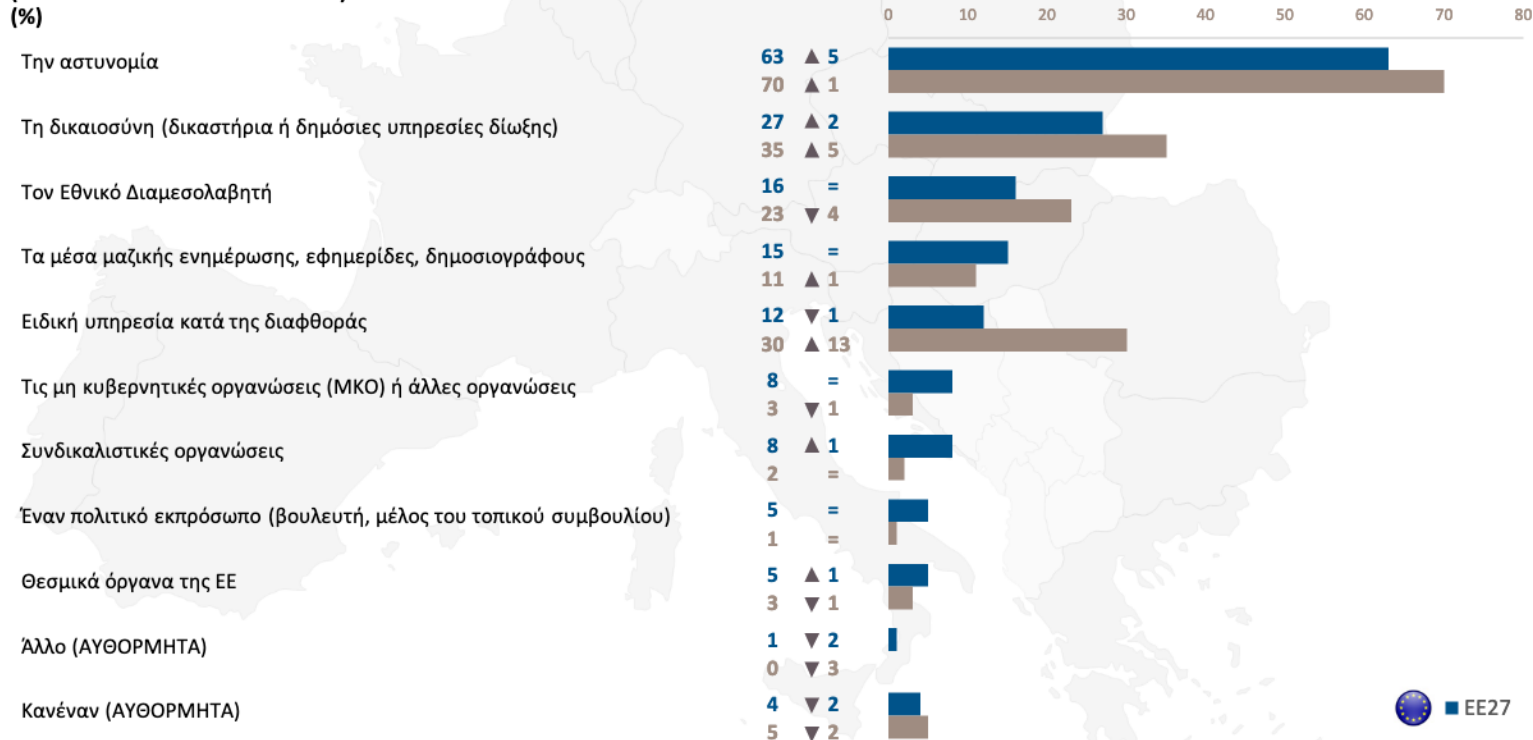 (%)
0 10 20 30 40 50 60 70 80
Την αστυνομία
63 ▲ 5
70 ▲ 1
Τη δικαιοσύνη (δικαστήρια ή δημόσιες υπηρεσίες δίωξης)
27 ▲ 2
35 ▲ 5
Τον Εθνικό Διαμεσολαβητή
16 =
23 ▼ 4
Τα μέσα μαζικής ενημέρωσης, εφημερίδες, δημοσιογράφους
15 =
11 ▲ 1
Ειδική υπηρεσία κατά της διαφθοράς
12 ▼ 1
30 ▲ 13
Τις μη κυβερνητικές οργανώσεις (ΜΚΟ) ή άλλες οργανώσεις
8 =
3 ▼ 1
Συνδικαλιστικές οργανώσεις
8 ▲ 1
2 =
Έναν πολιτικό εκπρόσωπο (βουλευτή, μέλος του τοπικού συμβουλίου)
5 =
1 =
Θεσμικά όργανα της ΕΕ
5 ▲ 1
3 ▼ 1
Άλλο (ΑΥΘΟΡΜΗΤΑ)
1 ▼ 2
0 ▼ 3
Κανέναν (ΑΥΘΟΡΜΗΤΑ)
4 ▼ 2
5 ▼ 2
ΕΕ27